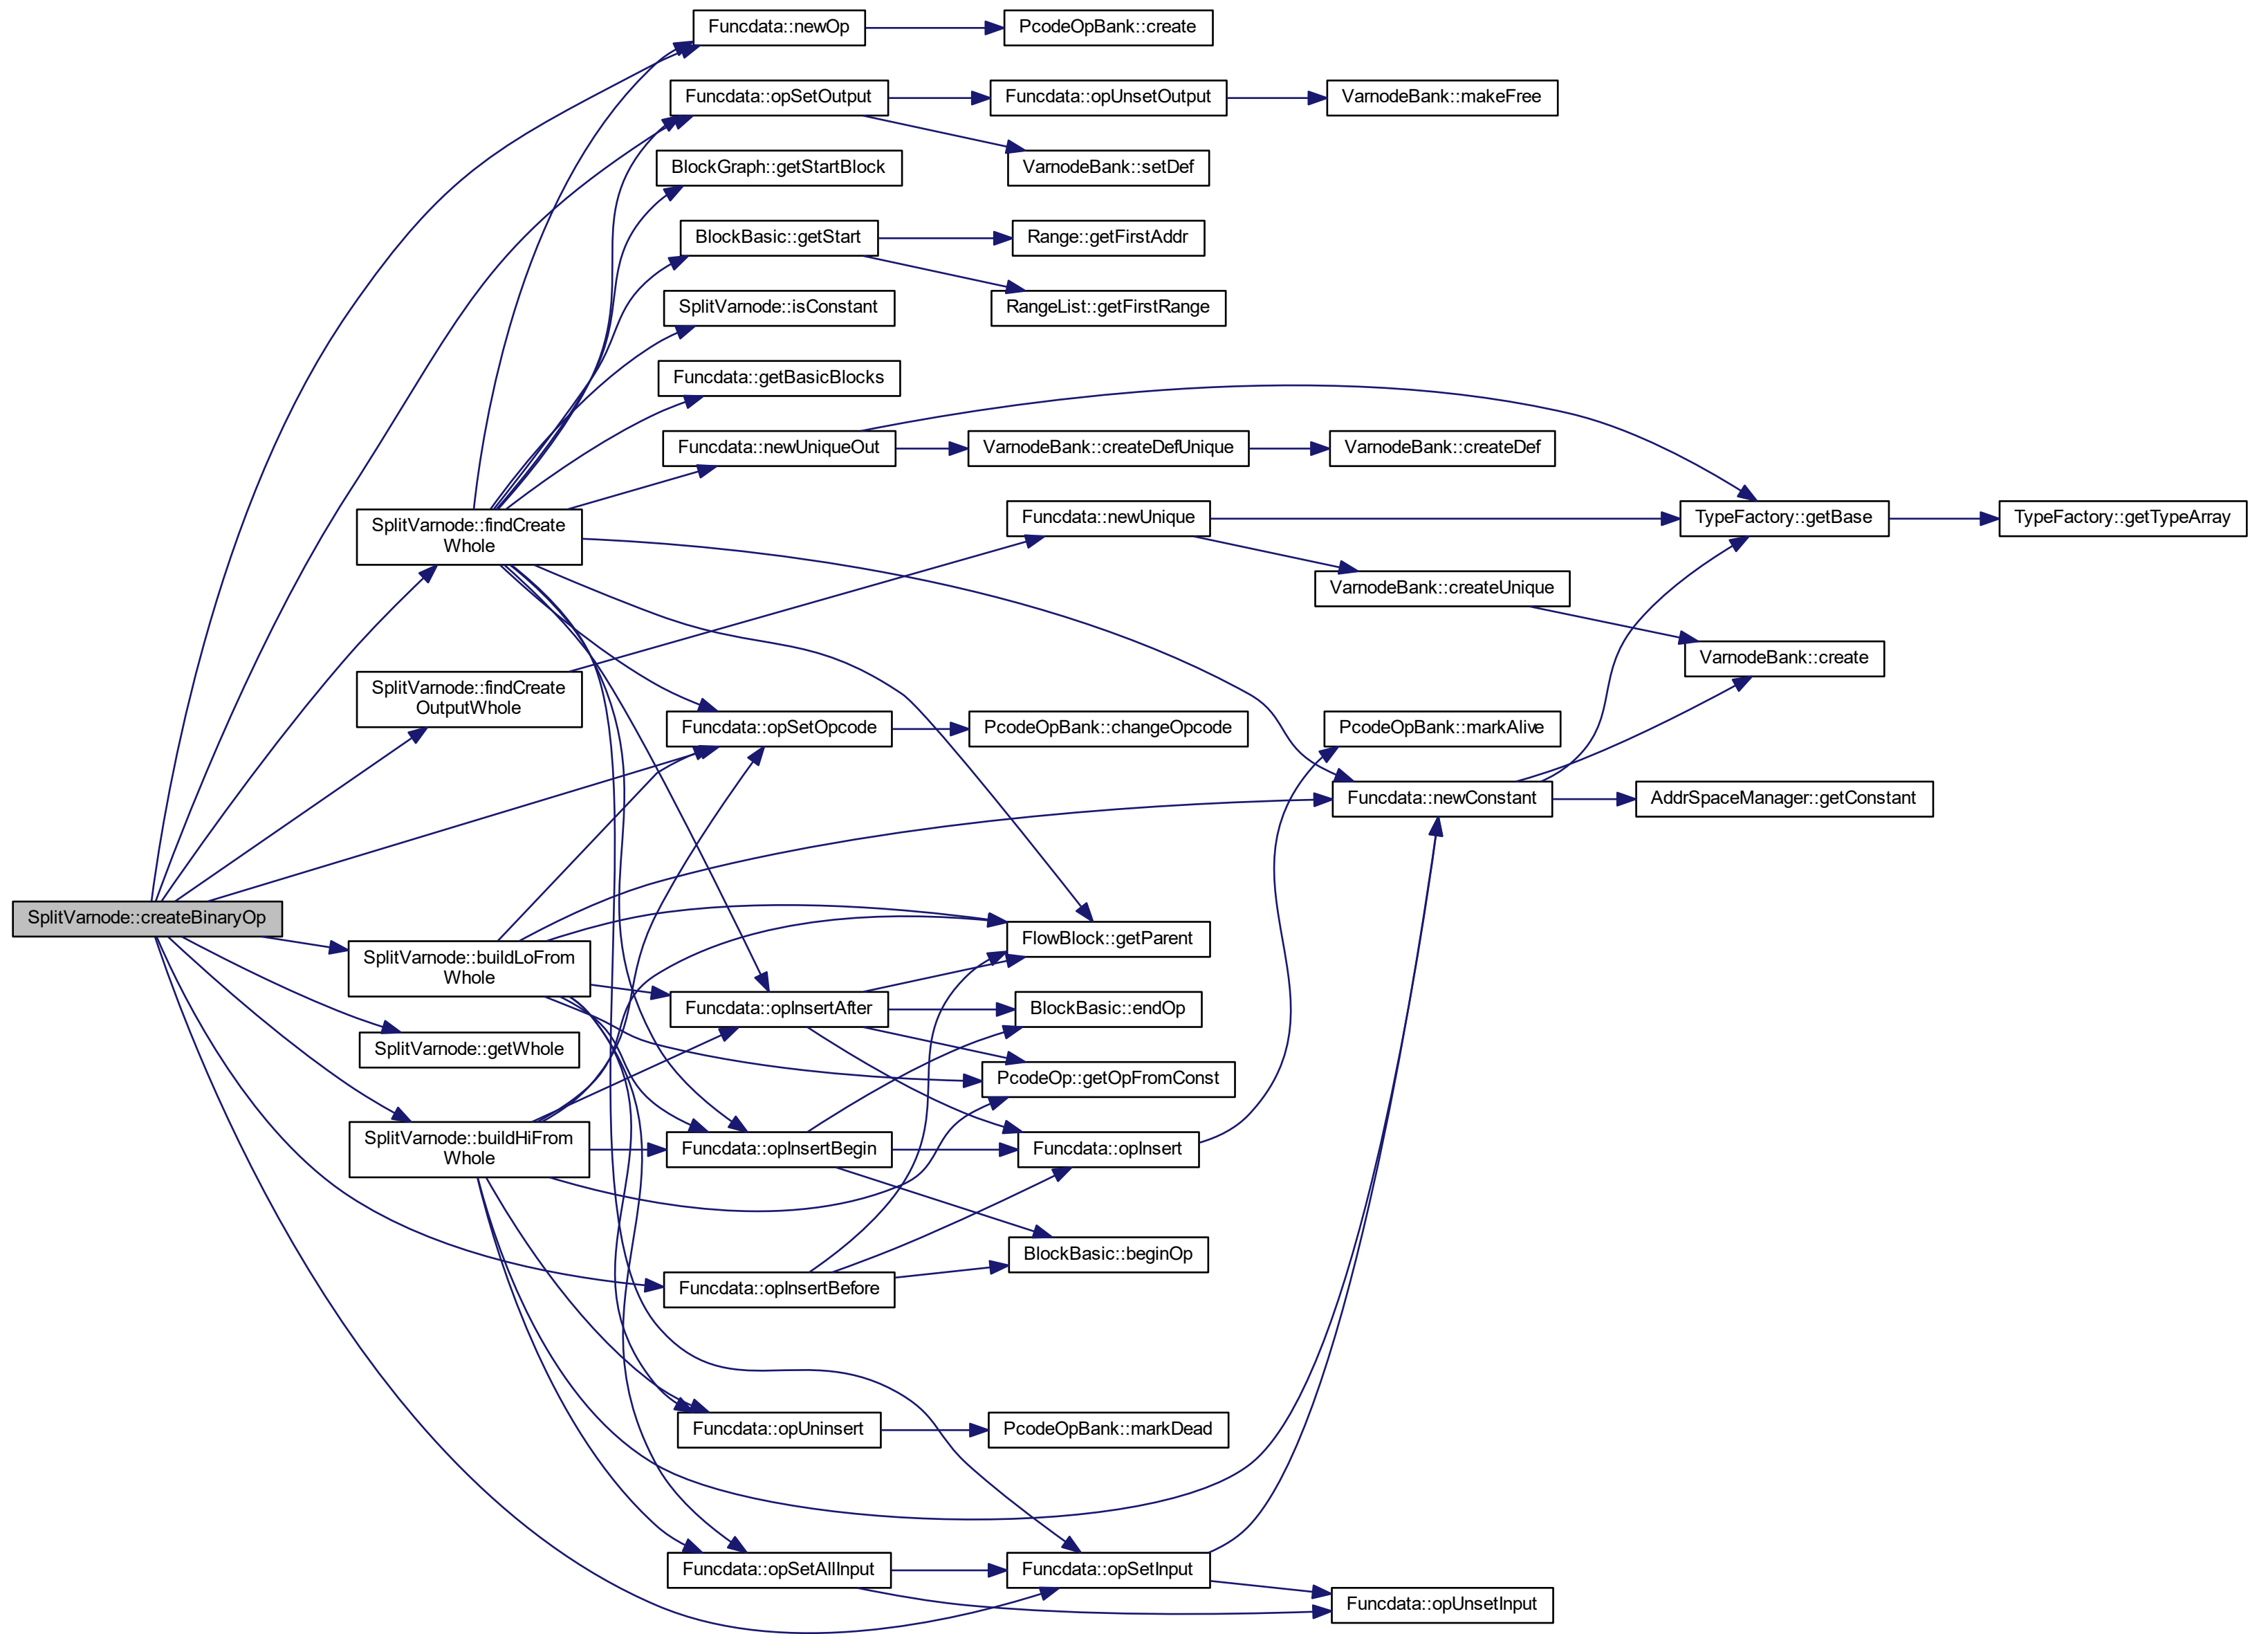 Funcdata::newOp
PcodeOpBank::create
Funcdata::opSetOutput
Funcdata::opUnsetOutput
VarnodeBank::makeFree
BlockGraph::getStartBlock
VarnodeBank::setDef
BlockBasic::getStart
Range::getFirstAddr
SplitVarnode::isConstant
RangeList::getFirstRange
Funcdata::getBasicBlocks
Funcdata::newUniqueOut
VarnodeBank::createDefUnique
VarnodeBank::createDef
SplitVarnode::findCreate
Whole
Funcdata::newUnique
TypeFactory::getBase
TypeFactory::getTypeArray
VarnodeBank::createUnique
SplitVarnode::findCreate
OutputWhole
VarnodeBank::create
Funcdata::opSetOpcode
PcodeOpBank::changeOpcode
PcodeOpBank::markAlive
Funcdata::newConstant
AddrSpaceManager::getConstant
SplitVarnode::createBinaryOp
SplitVarnode::buildLoFrom
Whole
FlowBlock::getParent
Funcdata::opInsertAfter
BlockBasic::endOp
SplitVarnode::getWhole
PcodeOp::getOpFromConst
SplitVarnode::buildHiFrom
Whole
Funcdata::opInsertBegin
Funcdata::opInsert
BlockBasic::beginOp
Funcdata::opInsertBefore
Funcdata::opUninsert
PcodeOpBank::markDead
Funcdata::opSetAllInput
Funcdata::opSetInput
Funcdata::opUnsetInput